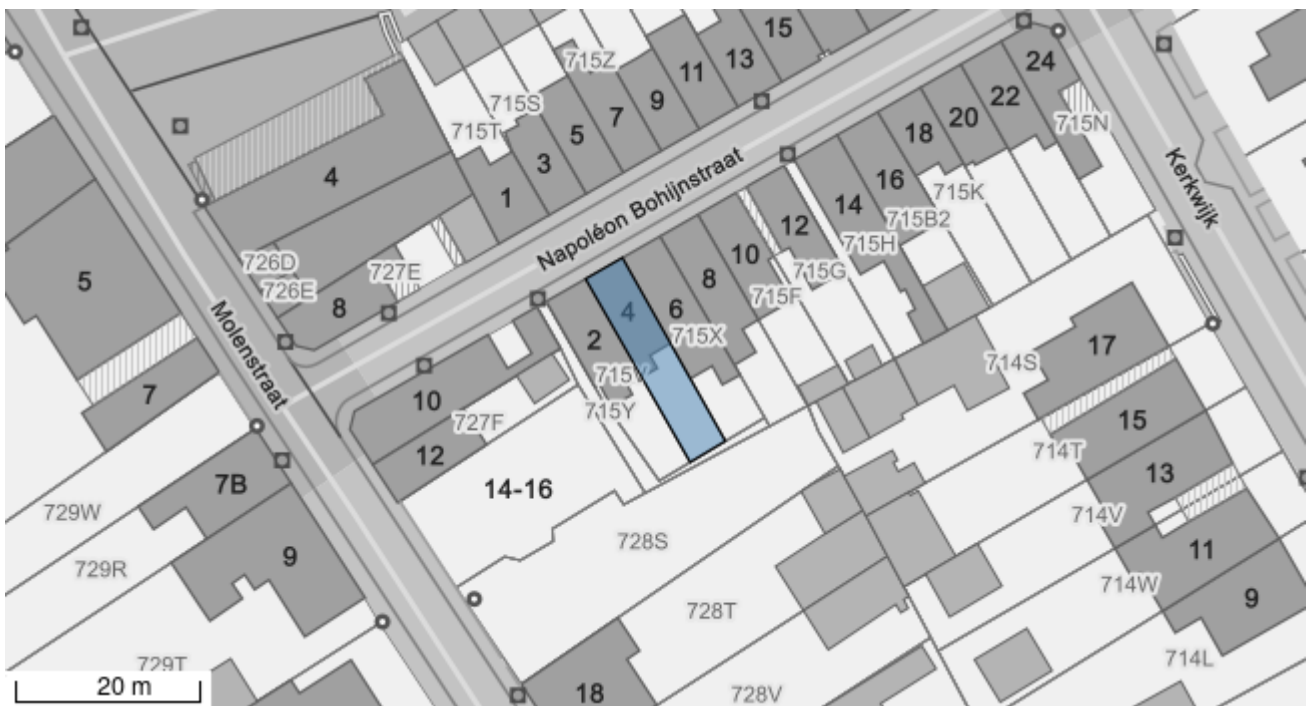 15
13
11
9
7
5
3
1
715Z
715S
715T
24
22
20
18
16
14
12
10
8
6
4
2
715N
715K
715B2
715H
715G
715F
715X
715V
715Y
Napoléon Bohijnstraat
Kerkwijk
Molenstraat
4
726D
726E
727E
8
5
7
7B
9
10
12
727F
14-16
728S
728T
728V
18
729W
729R
729T
714S
714T
714V
714W
714L
17
15
13
11
9
20 m